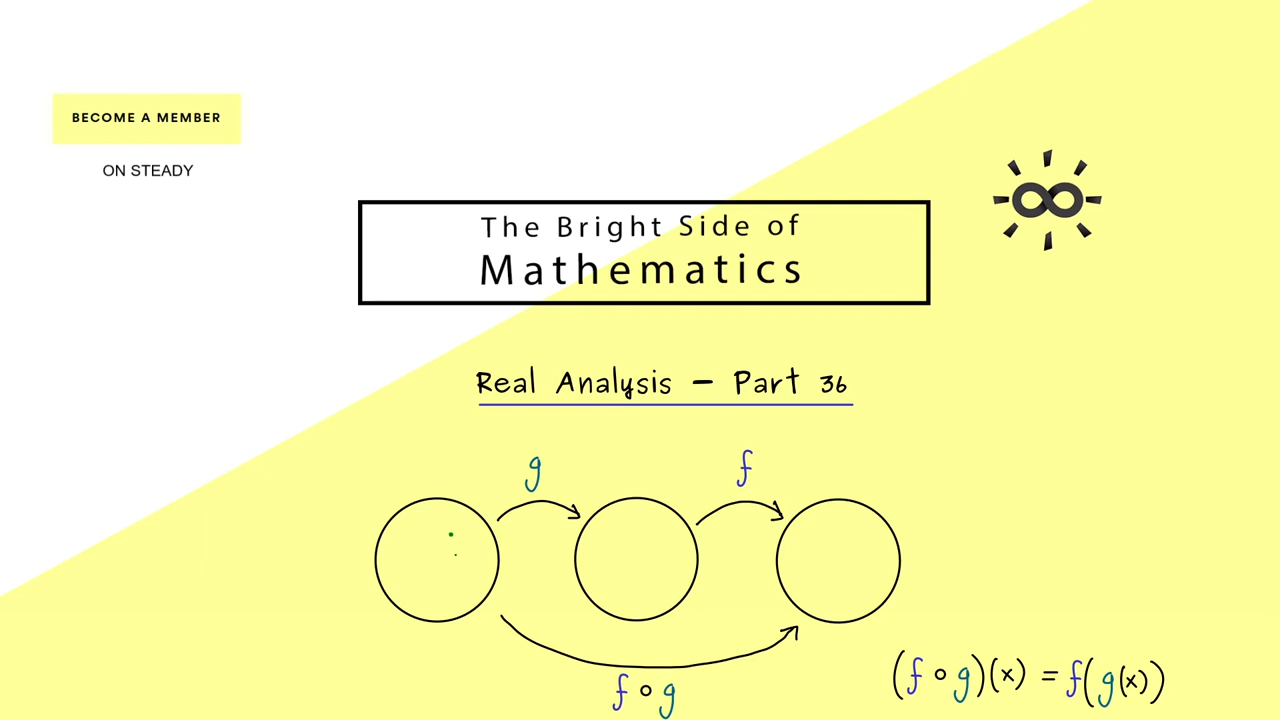 BECOME A MEMBER
ON STEADY
The Bright Side of
Mathematics
Real Analysis – Part 36
g
f
f ∘ g
(f ∘ g)(x) = f(g(x))